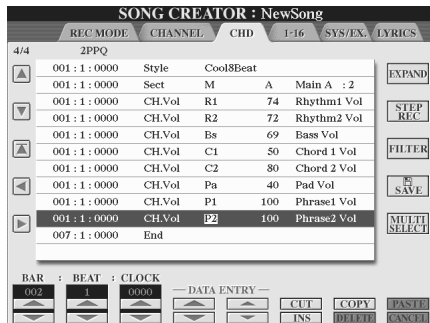 SONG CREATOR : NewSong
REC MODE CHANNEL CHD 1-16 SYS/EX. LYRICS
4/4 2PPQ
001 : 1 : 0000 Style Cool8Beat
001 : 1 : 0000 Sect M A Main A : 2
001 : 1 : 0000 CH.Vol R1 74 Rhythm1 Vol
001 : 1 : 0000 CH.Vol R2 72 Rhythm2 Vol
001 : 1 : 0000 CH.Vol Bs 69 Bass Vol
001 : 1 : 0000 CH.Vol C1 50 Chord 1 Vol
001 : 1 : 0000 CH.Vol C2 80 Chord 2 Vol
001 : 1 : 0000 CH.Vol Pa 40 Pad Vol
001 : 1 : 0000 CH.Vol P1 100 Phrase1 Vol
001 : 1 : 0000 CH.Vol P2 100 Phrase2 Vol
007 : 1 : 0000 End
EXPAND
STEP
REC
FILTER
SAVE
MULTI
SELECT
BAR : BEAT : CLOCK
002 1 0000
DATA ENTRY
CUT COPY PASTE
INS DELETE CANCEL